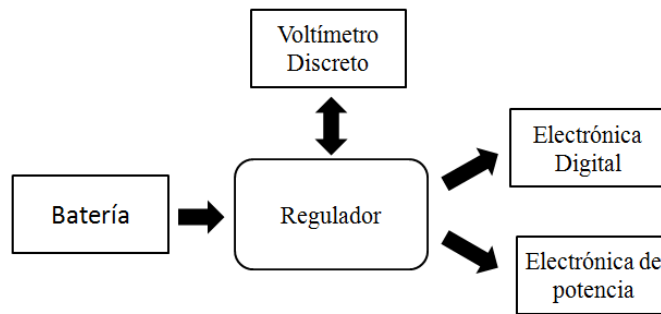 Voltímetro
Discreto
Electrónica
Digital
Batería
Regulador
Electrónica de
potencia